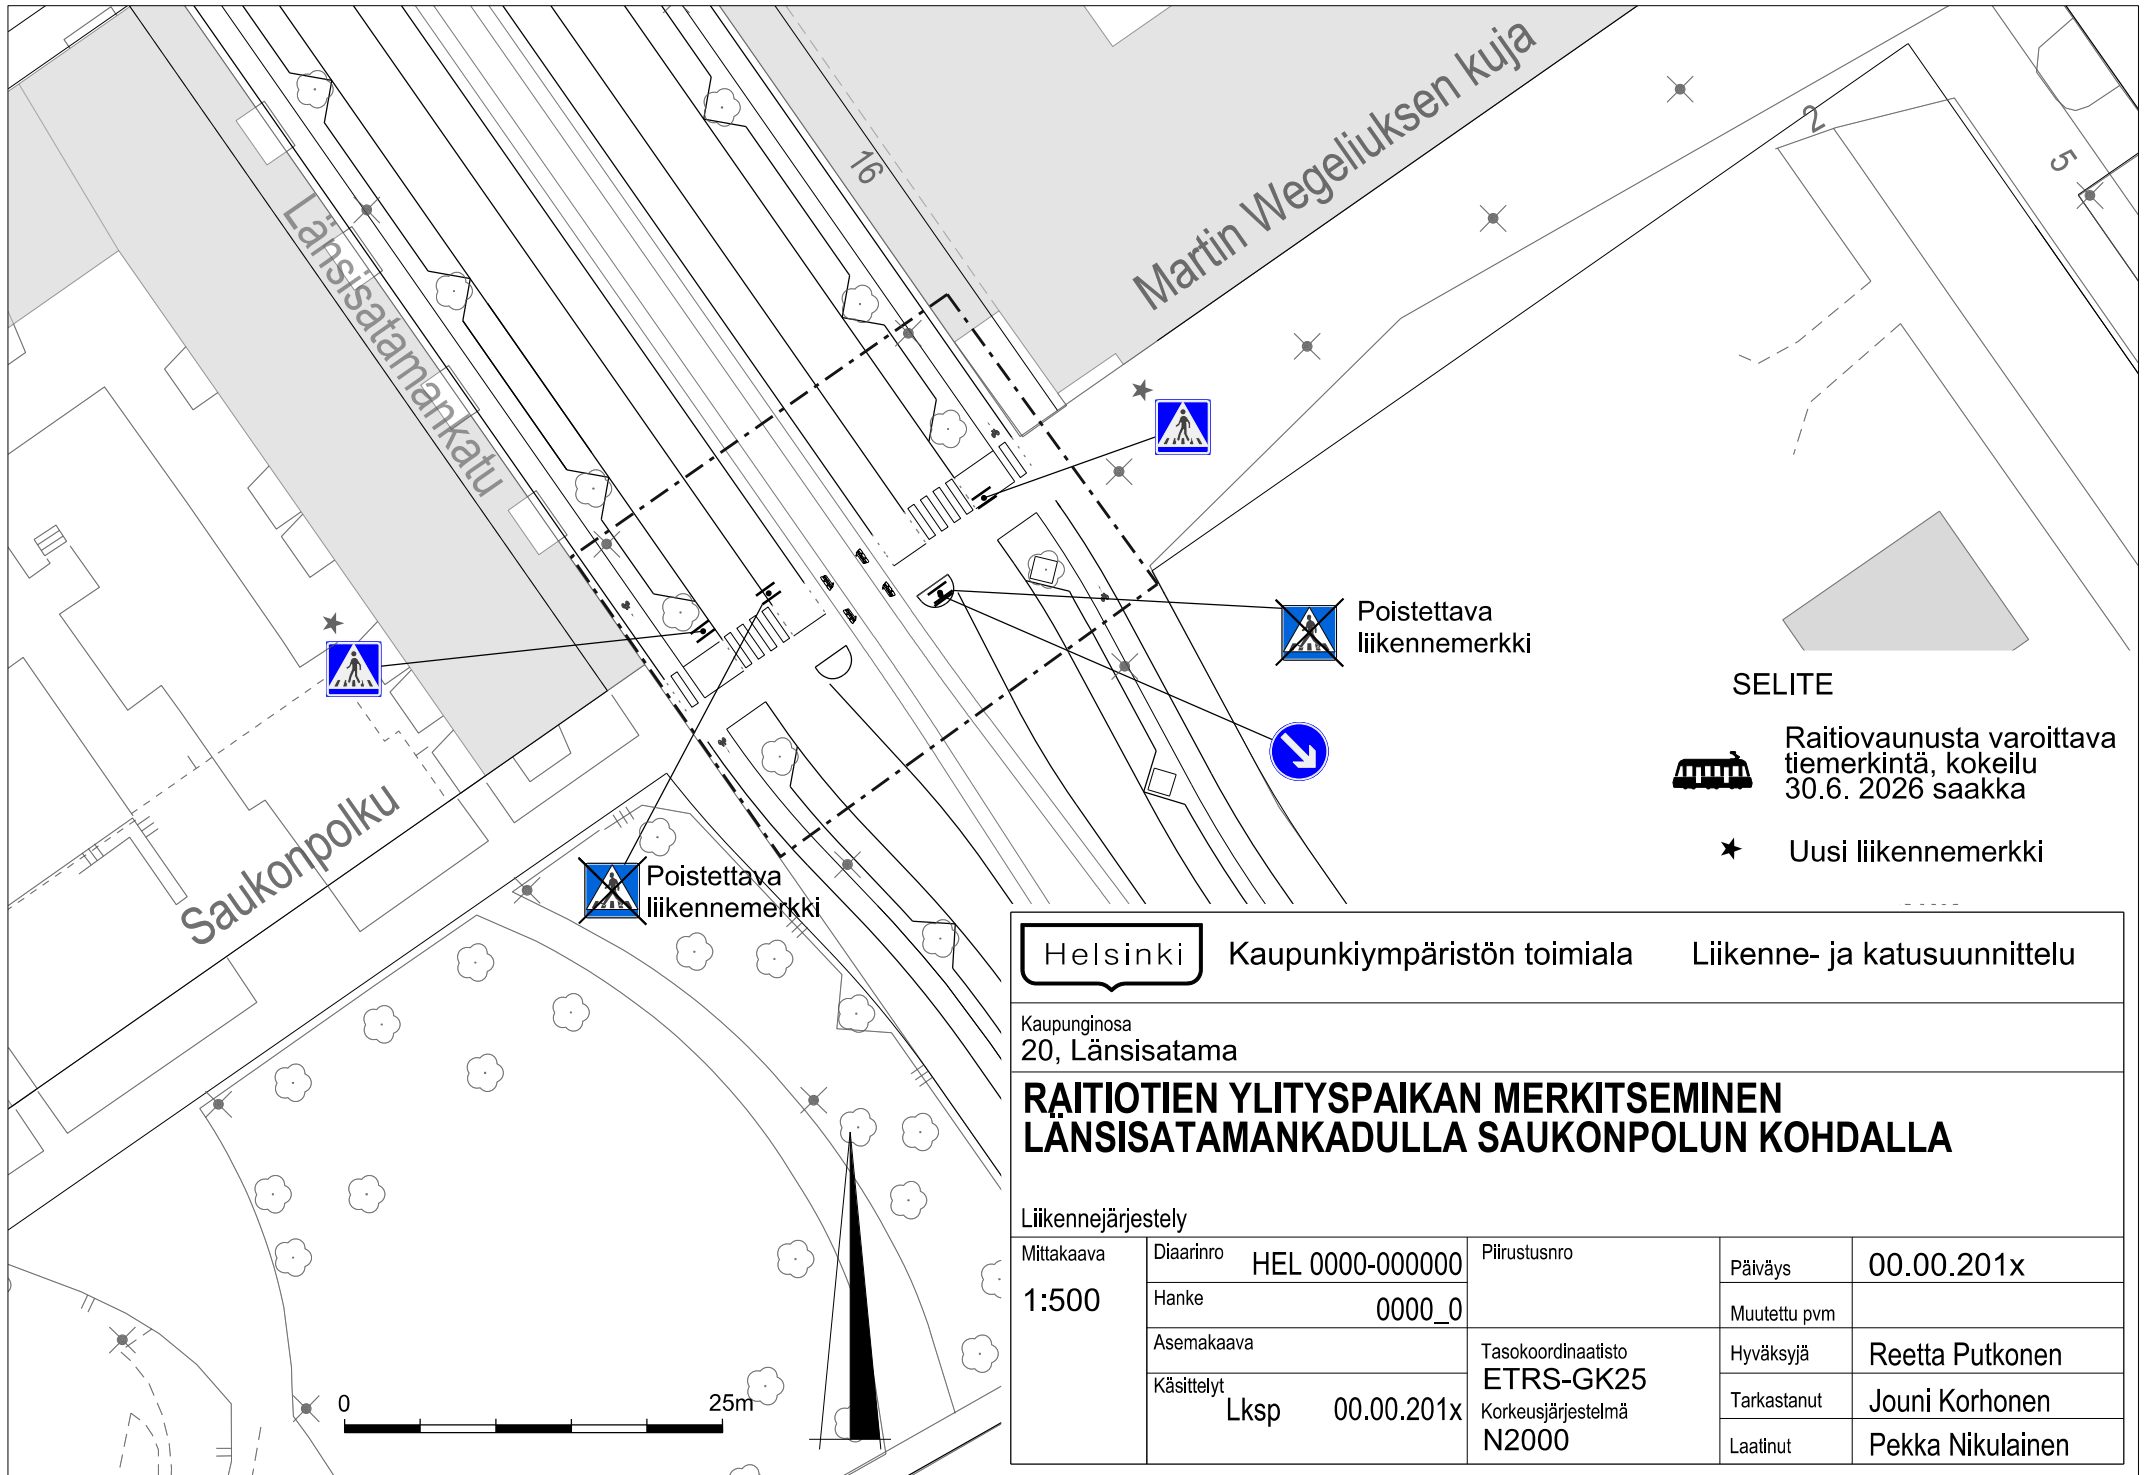 Martin Wegeliuksen kuja
16
2
5
Länsisatamankatu
Saukonpolku
Poistettava
liikennemerkki
Poistettava
liikennemerkki
SELITE
Raitiovaunusta varoittava
tiemerkintä, kokeilu
30.6. 2026 saakka
Uusi liikennemerkki
Helsinki Kaupunkiympäristön toimiala Liikenne- ja katusuunnittelu
Kaupunginosa
20, Länsisatama
RAITIOTIEN YLITYSPAIKAN MERKITSEMINEN
LÄNSISATAMANKADULLA SAUKONPOLUN KOHDALLA
Liikennejärjestely
Mittakaava
1:500
Diaarinro HEL 0000-000000
Hanke 0000_0
Asemakaava
Käsittelyt
Lksp 00.00.201x
Piirustusnro
Tasokoordinaatisto
ETRS-GK25
Korkeusjärjestelmä
N2000
Päiväys 00.00.201x
Muutettu pvm
Hyväksyjä Reetta Putkonen
Tarkastanut Jouni Korhonen
Laatinut Pekka Nikulainen
0 25m